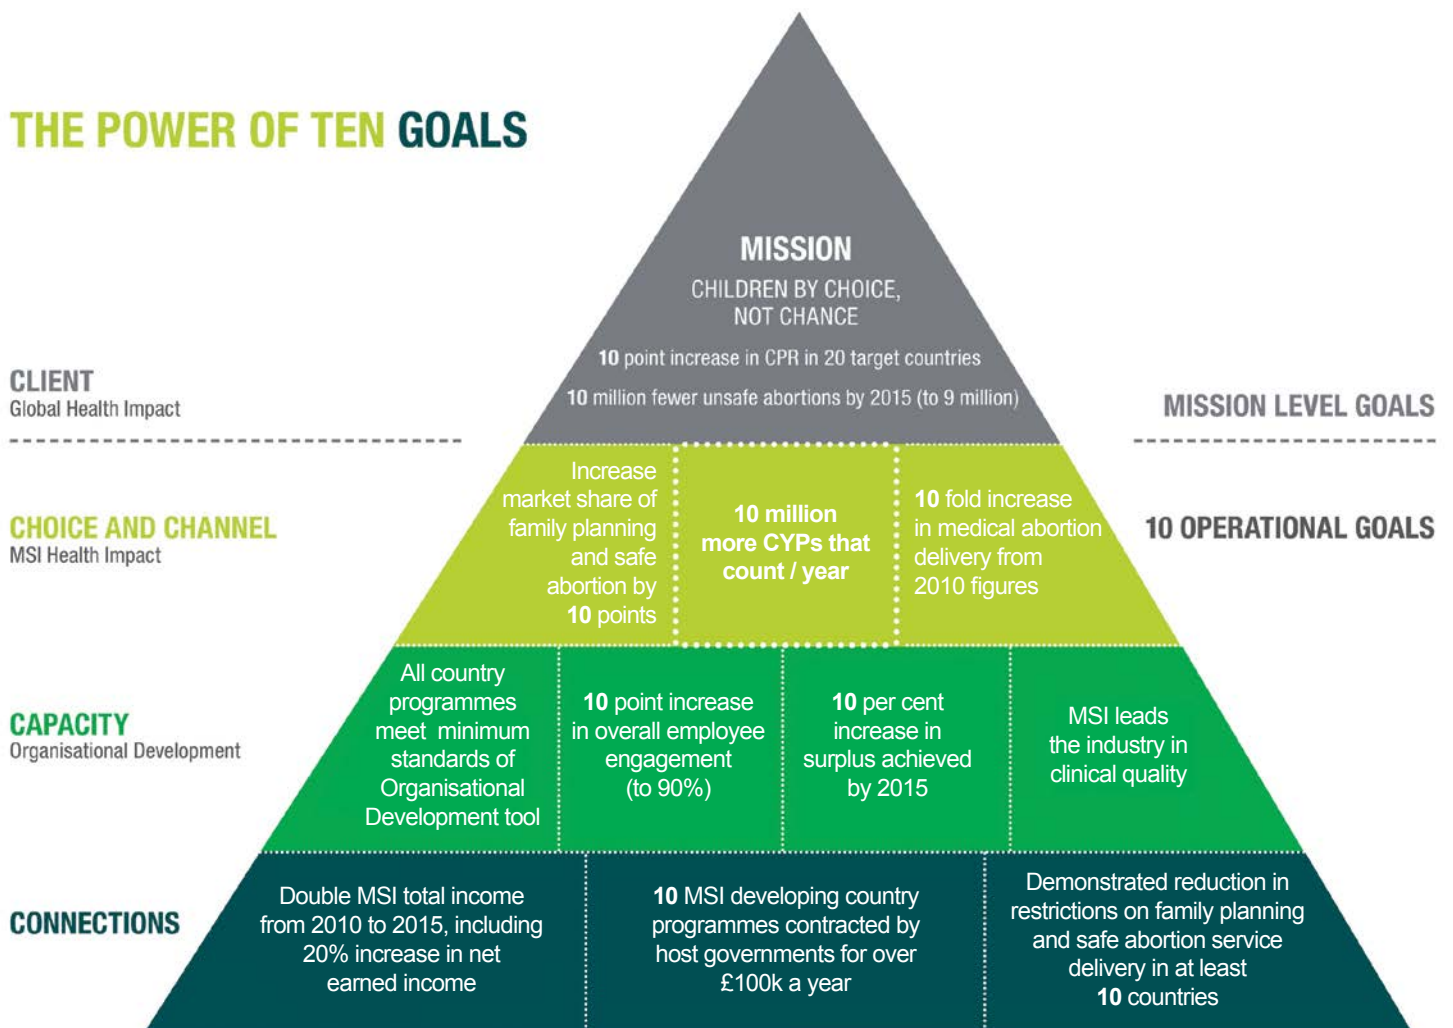 THE POWER OF TEN GOALS
MISSION
CHILDREN BY CHOICE,
NOT CHANCE
10 point increase in CPR in 20 target countries
10 million fewer unsafe abortions by 2015 (to 9 million)
CLIENT
Global Health Impact
MISSION LEVEL GOALS
CHOICE AND CHANNEL
MSI Health Impact
Increase
market share of
family planning
and safe
abortion by
10 points
10 million
more CYPs that
count / year
10 fold increase
in medical abortion
delivery from
2010 figures
10 OPERATIONAL GOALS
CAPACITY
Organisational Development
All country
programmes
meet minimum
standards of
Organisational
Development tool
10 point increase
in overall employee
engagement
(to 90%)
10 per cent
increase in
surplus achieved
by 2015
MSI leads
the industry in
clinical quality
CONNECTIONS
Double MSI total income
from 2010 to 2015, including
20% increase in net
earned income
10 MSI developing country
programmes contracted by
host governments for over
£100k a year
Demonstrated reduction in
restrictions on family planning
and safe abortion service
delivery in at least
10 countries